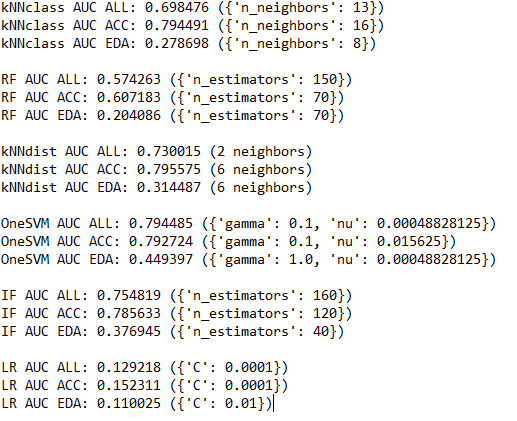 kNNclass AUC ALL: 0.698476 ({'n_neighbors': 13})
kNNclass AUC ACC: 0.794491 ({'n_neighbors': 16})
kNNclass AUC EDA: 0.278698 ({'n_neighbors': 8})
RF AUC ALL: 0.574263 ({'n_estimators': 150})
RF AUC ACC: 0.607183 ({'n_estimators': 70})
RF AUC EDA: 0.204086 ({'n_estimators': 70})
kNNdist AUC ALL: 0.730015 (2 neighbors)
kNNdist AUC ACC: 0.795575 (6 neighbors)
kNNdist AUC EDA: 0.314487 (6 neighbors)
OneSVM AUC ALL: 0.794485 ({'gamma': 0.1, 'nu': 0.00048828125})
OneSVM AUC ACC: 0.792724 ({'gamma': 0.1, 'nu': 0.015625})
OneSVM AUC EDA: 0.449397 ({'gamma': 1.0, 'nu': 0.00048828125})
IF AUC ALL: 0.754819 ({'n_estimators': 160})
IF AUC ACC: 0.785633 ({'n_estimators': 120})
IF AUC EDA: 0.376945 ({'n_estimators': 40})
LR AUC ALL: 0.129218 ({'C': 0.0001})
LR AUC ACC: 0.152311 ({'C': 0.0001})
LR AUC EDA: 0.110025 ({'C': 0.01})